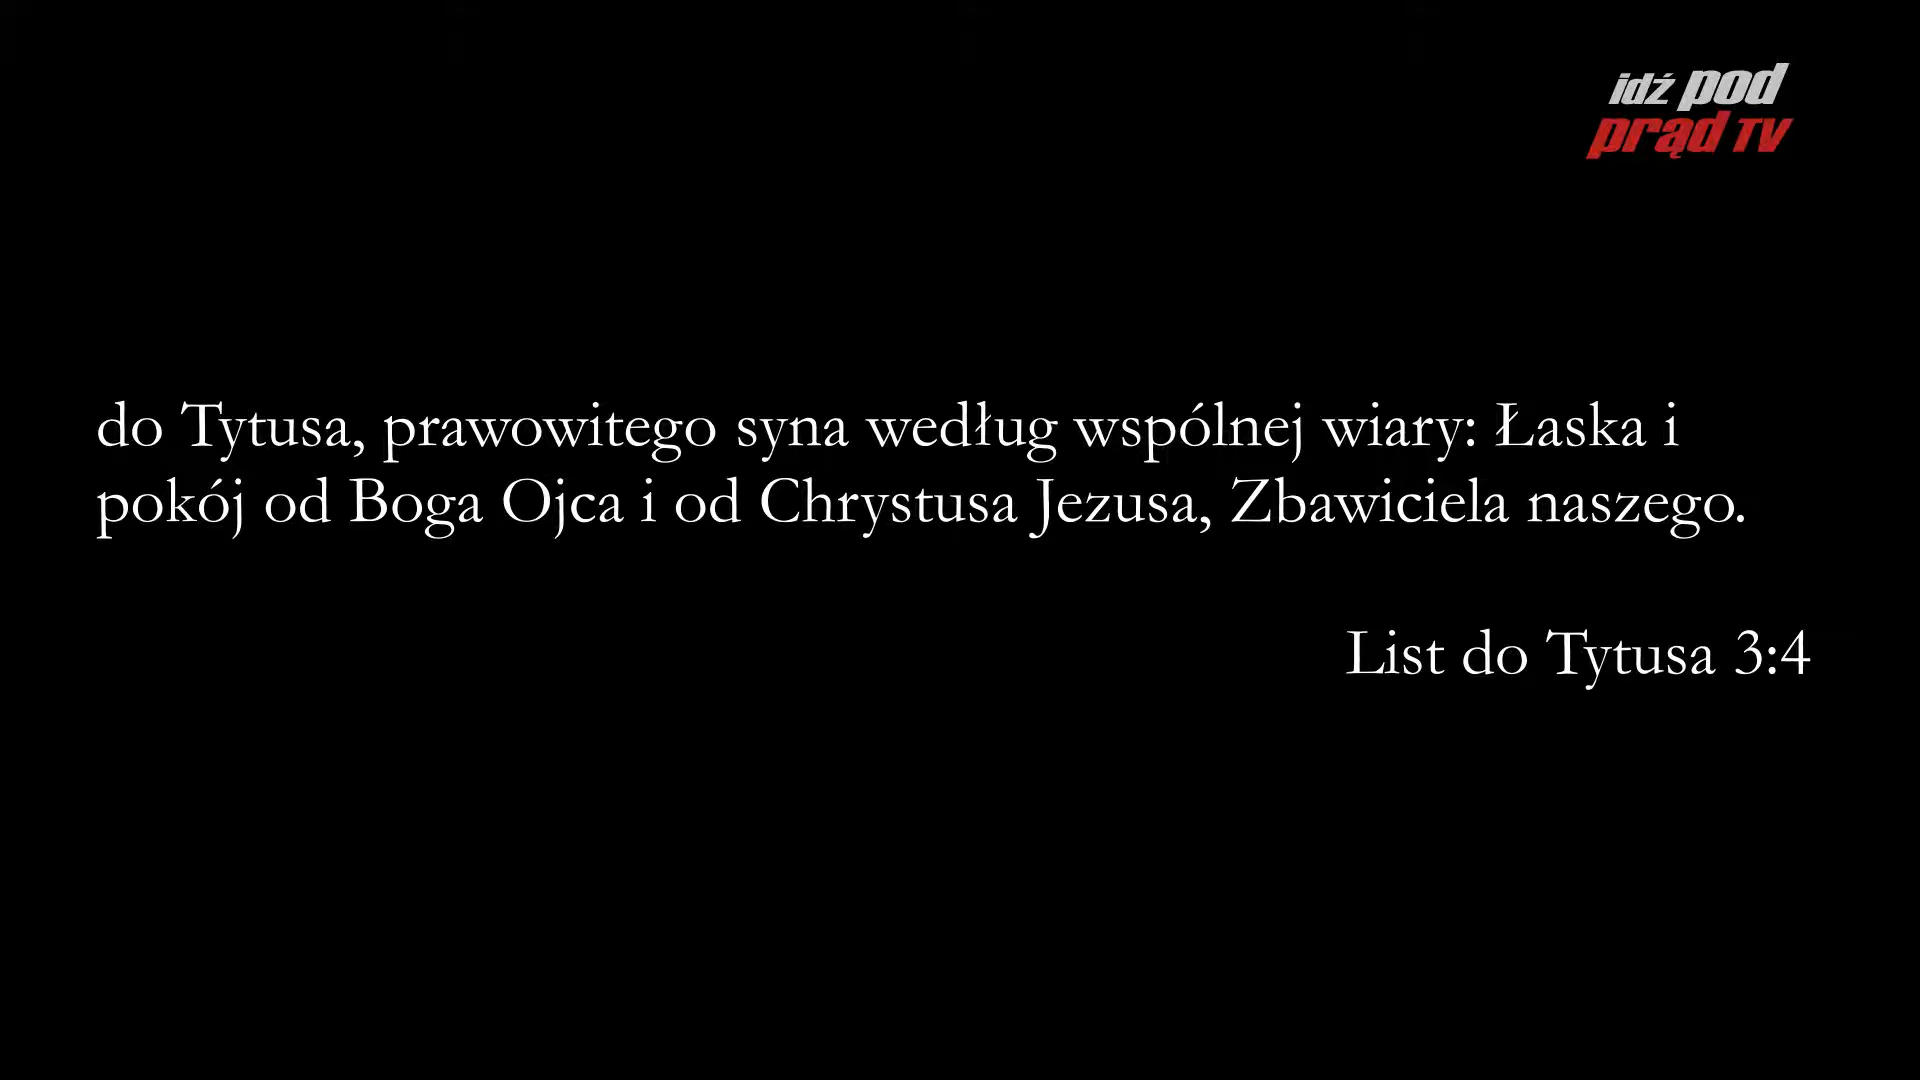 idź pod
prąd TV
do Tytusa, prawowitego syna według wspólnej wiary: Łaska i
pokój od Boga Ojca i od Chrystusa Jezusa, Zbawiciela naszego.
List do Tytusa 3:4